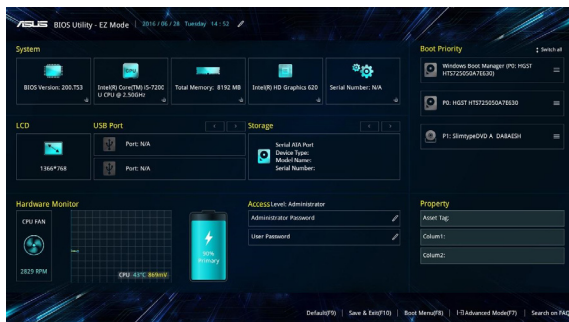 ASUS BIOS Utility - EZ Mode 2016 / 06 / 28 Tuesday 14 : 52
System
BIOS Version: 200.T53
Intel(R) Core(TM) i5-7200
U CPU @ 2.50GHz
Total Memory: 8192 MB
Intel(R) HD Graphics 620
Serial Number: N/A
Boot Priority
Switch all
Windows Boot Manager (P0: HGST
HTS725050A7E630)
P0: HGST HTS725050A7E630
P1: SlimtypeDVD A DA8AESH
LCD
1366*768
USB Port
Port: N/A
Port: N/A
Storage
Serial ATA Port
Device Type:
Model Name:
Serial Number:
Hardware Monitor
CPU FAN
2829 RPM
CPU 43°C 869mV
90%
Primary
Access Level: Administrator
Administrator Password
User Password
Property
Asset Tag:
Colum1:
Colum2:
Default(F9) | Save & Exit(F10) | Boot Menu(F8) | Advanced Mode(F7) | Search on FAQ